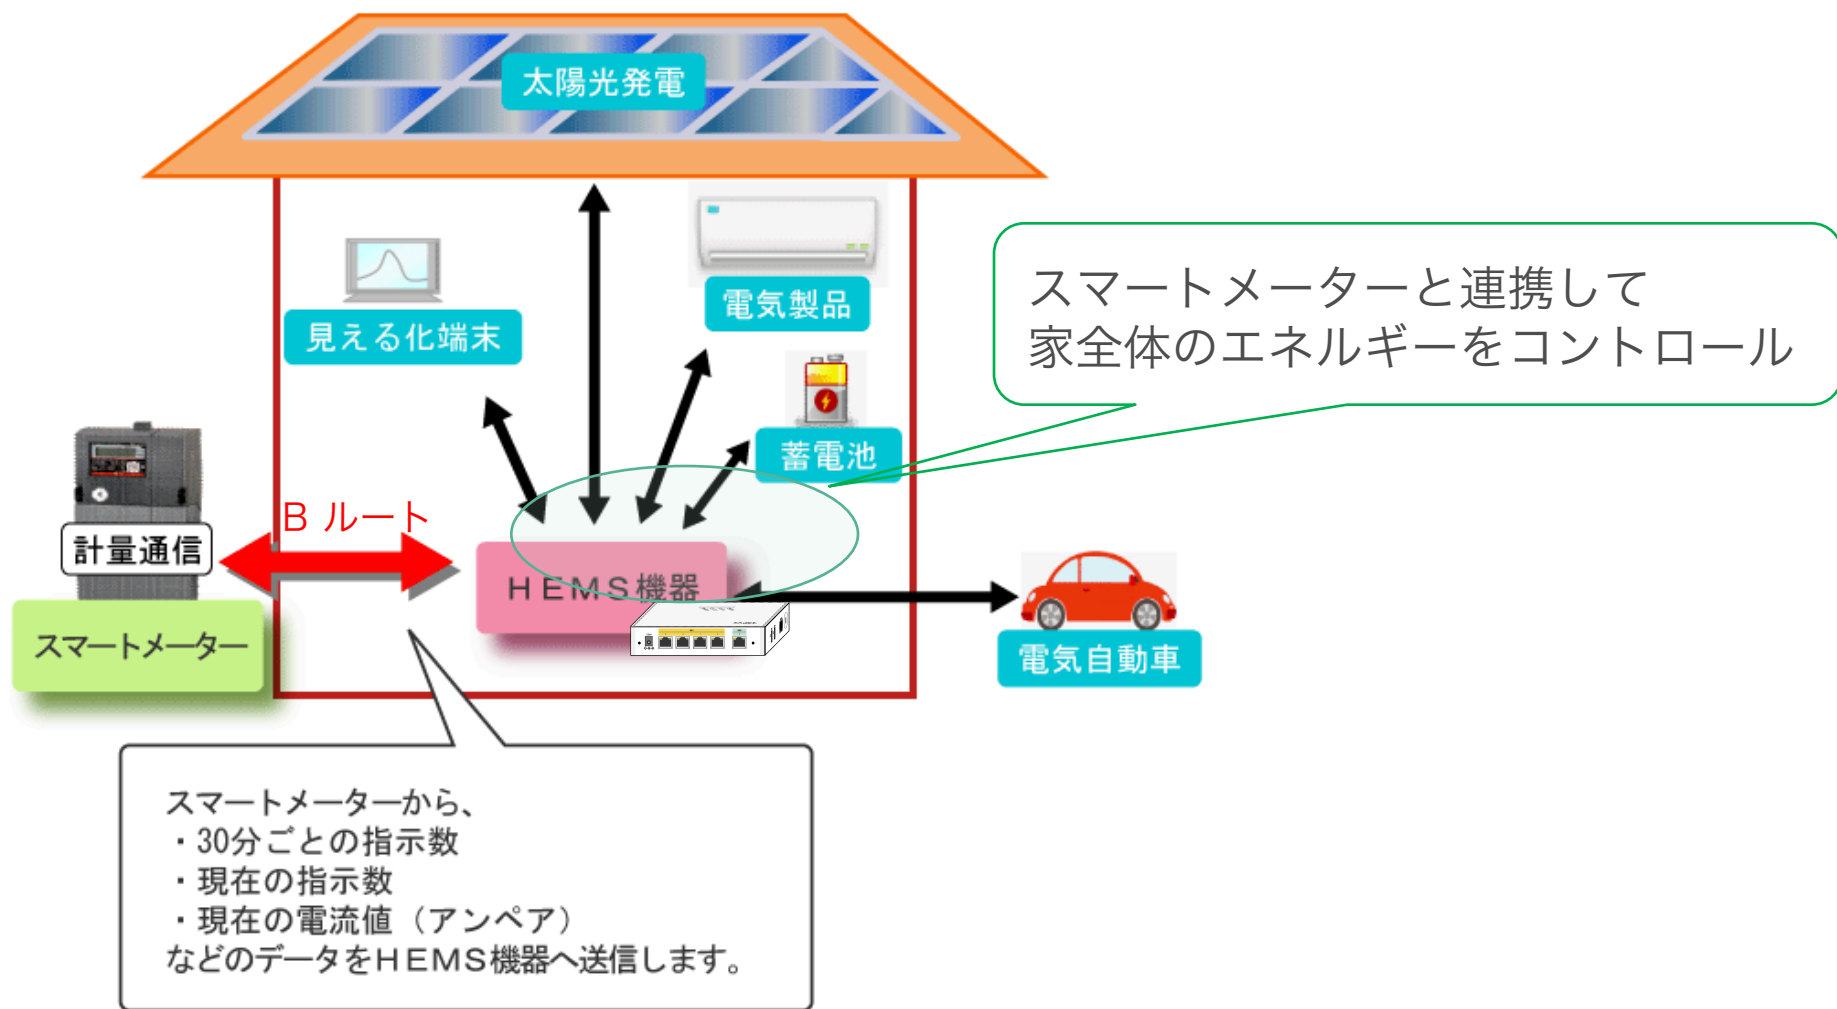 太陽光発電
電気製品
見える化端末
スマートメーターと連携して
家全体のエネルギーをコントロール
蓄電池
B ルート
計量通信
HEMS機器
スマートメーター
電気自動車
スマートメーターから、
・30分ごとの指示数
・現在の指示数
・現在の電流値（アンペア）
などのデータをHEMS機器へ送信します。